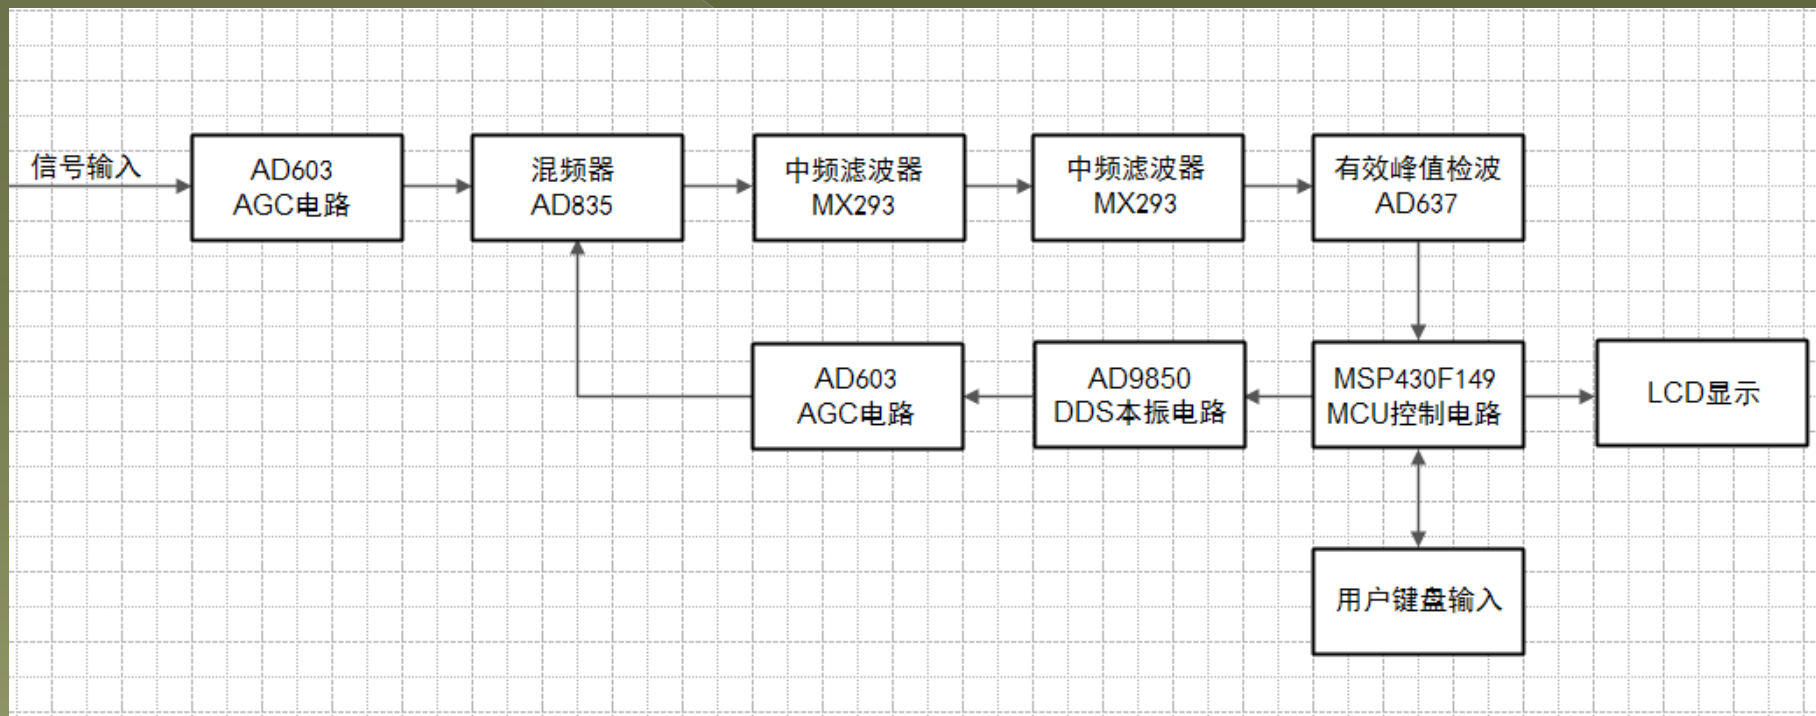 信号输入
AD603
AGC电路
混频器
AD835
中频滤波器
MX293
中频滤波器
MX293
有效峰值检波
AD637
AD603
AGC电路
AD9850
DDS本振电路
MSP430F149
MCU控制电路
LCD显示
用户键盘输入